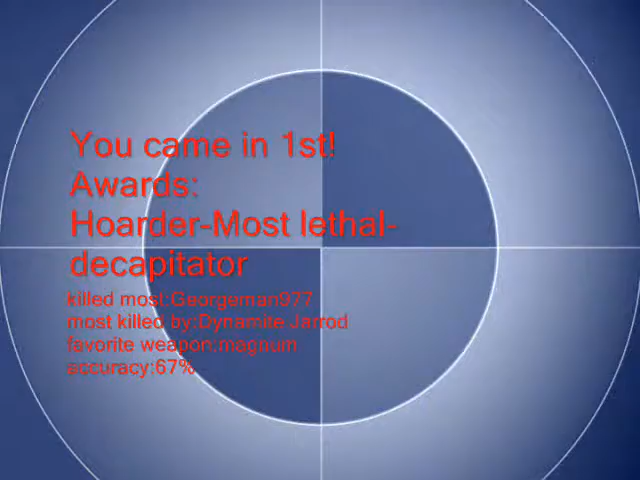 You came in 1st!
Awards:
Hoarder-Most lethal-
decapitator
killed most:Georgeman977
most killed by:Dynamite Jarrod
favorite weapon:magnum
accuracy:67%